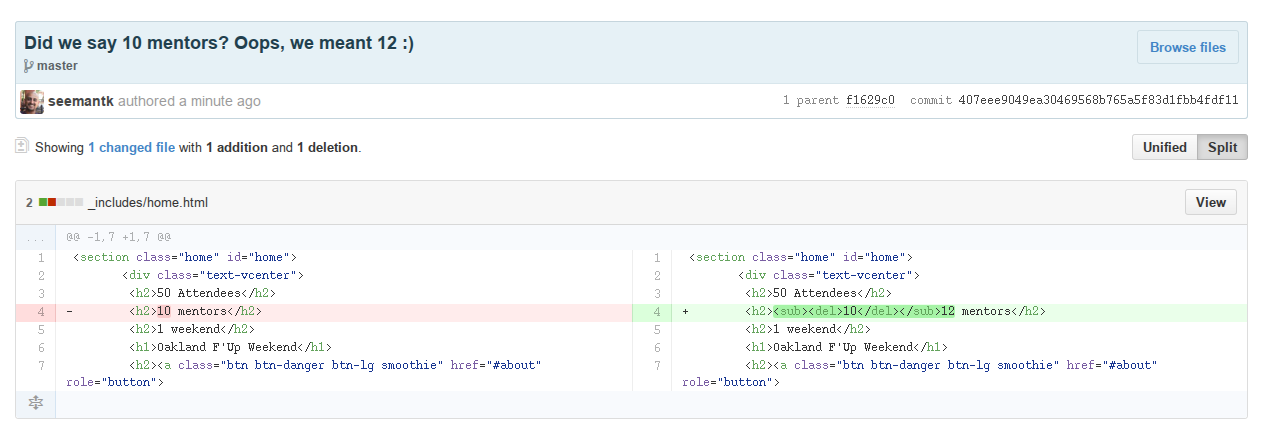 Did we say 10 mentors? Oops, we meant 12 :)
Browse files
master
seemantk authored a minute ago
1 parent f1629c0 commit 407eee9049ea30469568b765a5f83d1fbb4fdf11
Showing 1 changed file with 1 addition and 1 deletion.
Unified Split
2 _includes/home.html
View
... @@ -1,7 +1,7 @@
1 <section class="home" id="home">
2 <div class="text-vcenter">
3 <h2>50 Attendees</h2>
4 - <h2>10 mentors</h2>
5 <h2>1 weekend</h2>
6 <h1>Oakland F'Up Weekend</h1>
7 <h2><a class="btn btn-danger btn-lg smoothie" href="#about"
role="button">
1 <section class="home" id="home">
2 <div class="text-vcenter">
3 <h2>50 Attendees</h2>
4 + <h2><sub><del>10</del></sub>12 mentors</h2>
5 <h2>1 weekend</h2>
6 <h1>Oakland F'Up Weekend</h1>
7 <h2><a class="btn btn-danger btn-lg smoothie" href="#about"
role="button">